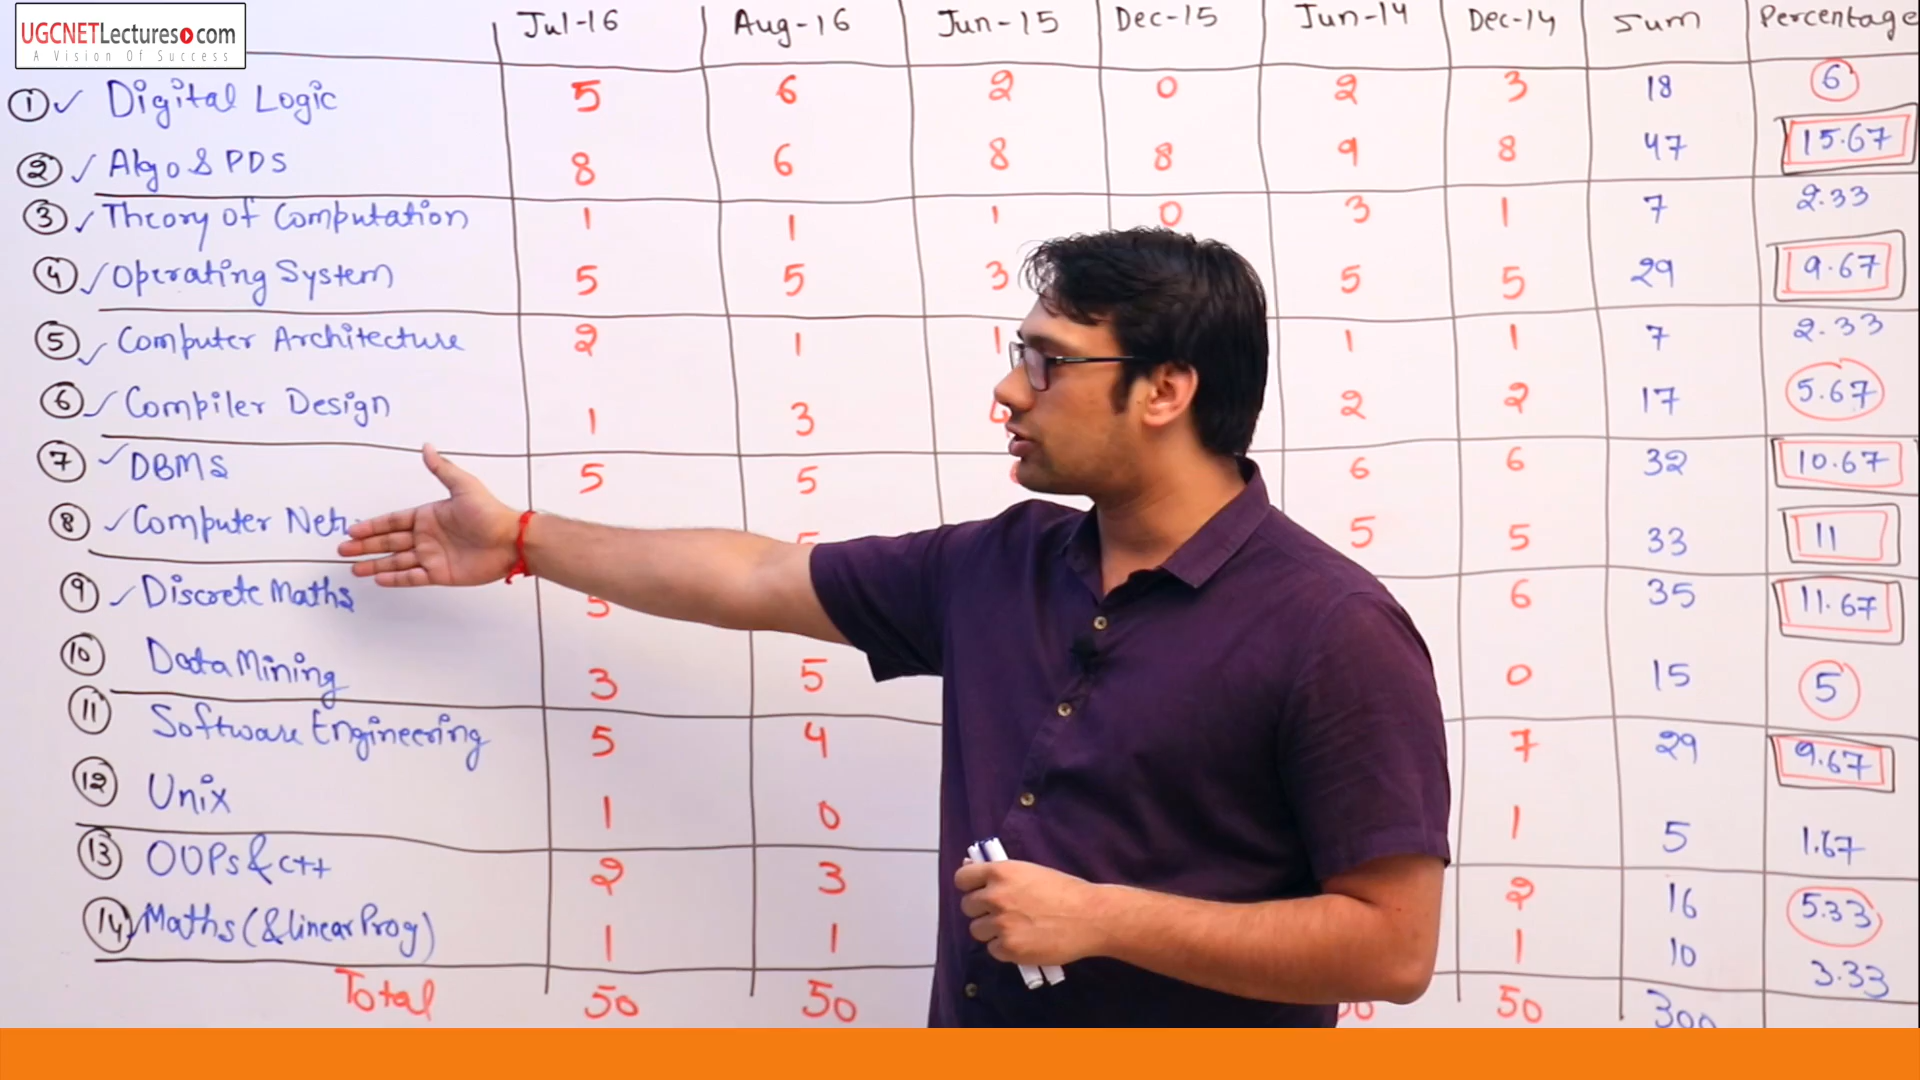 UGCNETLectures.com
A Vision Of Success
Jul-16 Aug-16 Jun-15 Dec-15 Jun-14 Dec-14 Sum Percentage
1 ✓ Digital Logic 5 6 2 0 2 3 18 6
2 ✓ Algo & PDS 8 6 8 8 9 8 47 15.67
3 ✓ Theory of Computation 1 1 1 0 3 1 7 2.33
4 ✓ Operating System 5 5 3 5 5 29 9.67
5 ✓ Computer Architecture 2 1 1 1 1 7 2.33
6 ✓ Compiler Design 1 3 2 2 17 5.67
7 ✓ DBMS 5 5 6 6 32 10.67
8 ✓ Computer 5 5 33 11
9 ✓ Discrete Maths 5 6 35 11.67
10 Data Mining 3 5 0 15 5
11 Software Engineering 5 4 7 29 9.67
12 Unix 1 0 1 5 1.67
13 OOPs & C++ 2 3 2 16 5.33
14 Maths (& linear Prog) 1 1 1 10 3.33
Total 50 50 50 300